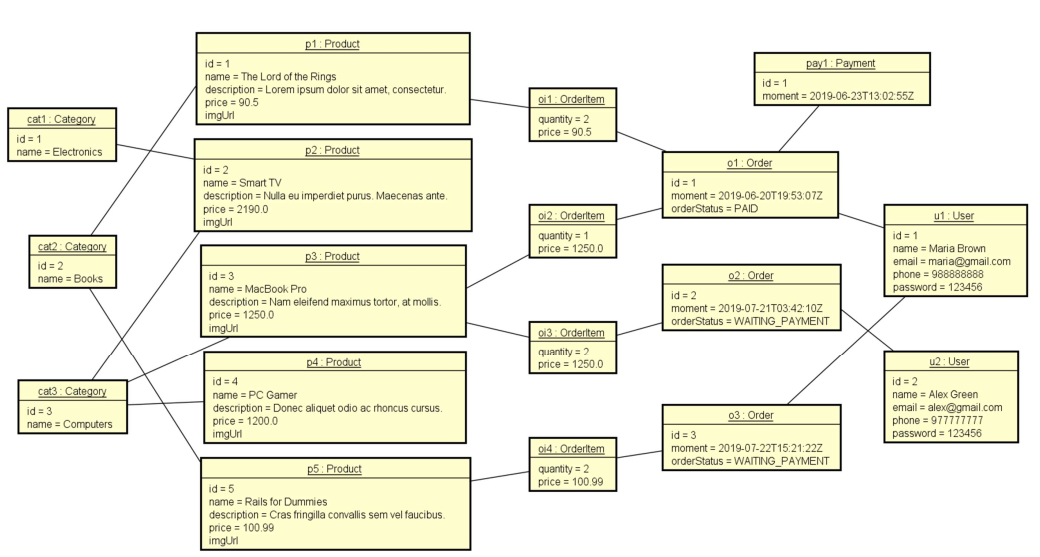 p1 : Product
id = 1
name = The Lord of the Rings
description = Lorem ipsum dolor sit amet, consectetur.
price = 90.5
imgUrl
pay1 : Payment
id = 1
moment = 2019-06-23T13:02:55Z
oi1 : OrderItem
quantity = 2
price = 90.5
cat1 : Category
id = 1
name = Electronics
p2 : Product
id = 2
name = Smart TV
description = Nulla eu imperdiet purus. Maecenas ante.
price = 2190.0
imgUrl
o1 : Order
id = 1
moment = 2019-06-20T19:53:07Z
orderStatus = PAID
oi2 : OrderItem
quantity = 1
price = 1250.0
u1 : User
id = 1
name = Maria Brown
email = maria@gmail.com
phone = 988888888
password = 123456
cat2 : Category
id = 2
name = Books
p3 : Product
id = 3
name = MacBook Pro
description = Nam eleifend maximus tortor, at mollis.
price = 1250.0
imgUrl
o2 : Order
id = 2
moment = 2019-07-21T03:42:10Z
orderStatus = WAITING_PAYMENT
oi3 : OrderItem
quantity = 2
price = 1250.0
p4 : Product
id = 4
name = PC Gamer
description = Donec aliquet odio ac rhoncus cursus.
price = 1200.0
imgUrl
u2 : User
id = 2
name = Alex Green
email = alex@gmail.com
phone = 977777777
password = 123456
cat3 : Category
id = 3
name = Computers
o3 : Order
id = 3
moment = 2019-07-22T15:21:22Z
orderStatus = WAITING_PAYMENT
oi4 : OrderItem
quantity = 2
price = 100.99
p5 : Product
id = 5
name = Rails for Dummies
description = Cras fringilla convallis sem vel faucibus.
price = 100.99
imgUrl